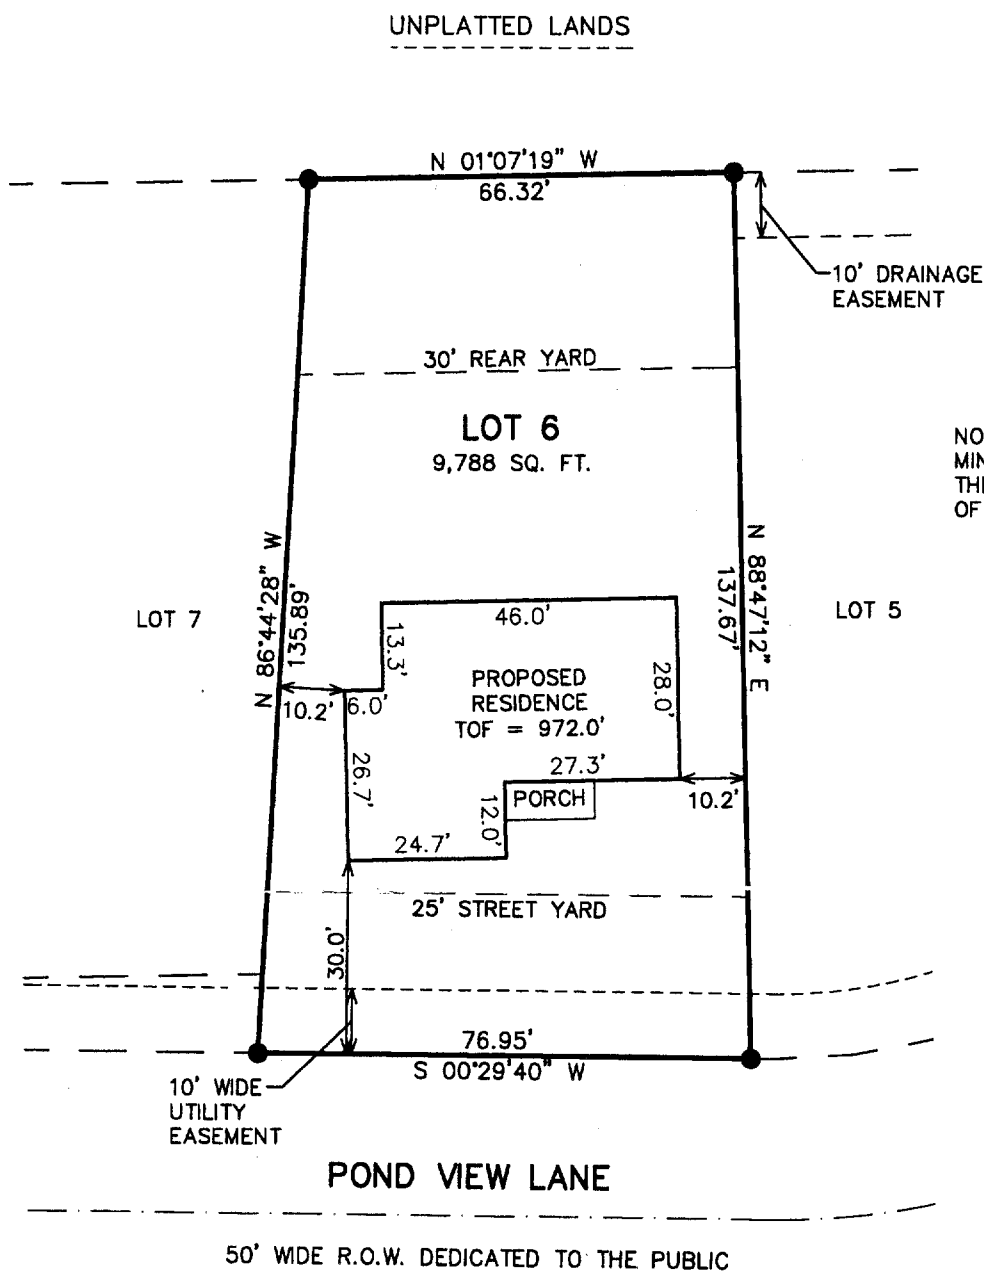 UNPLATTED LANDS
N 01°07'19" W
66.32'
10' DRAINAGE
EASEMENT
30' REAR YARD
LOT 6
9,788 SQ. FT.
NO
MIN
TH
OF
N 86°44'28" W
135.89'
N 88°47'12" E
137.67'
LOT 7
LOT 5
46.0'
13.3'
28.0'
PROPOSED
RESIDENCE
TOF = 972.0'
10.2'
6.0'
26.7'
27.3'
10.2'
PORCH
12.0'
24.7'
25' STREET YARD
30.0'
76.95'
S 00°29'40" W
10' WIDE
UTILITY
EASEMENT
POND VIEW LANE
50' WIDE R.O.W. DEDICATED TO THE PUBLIC